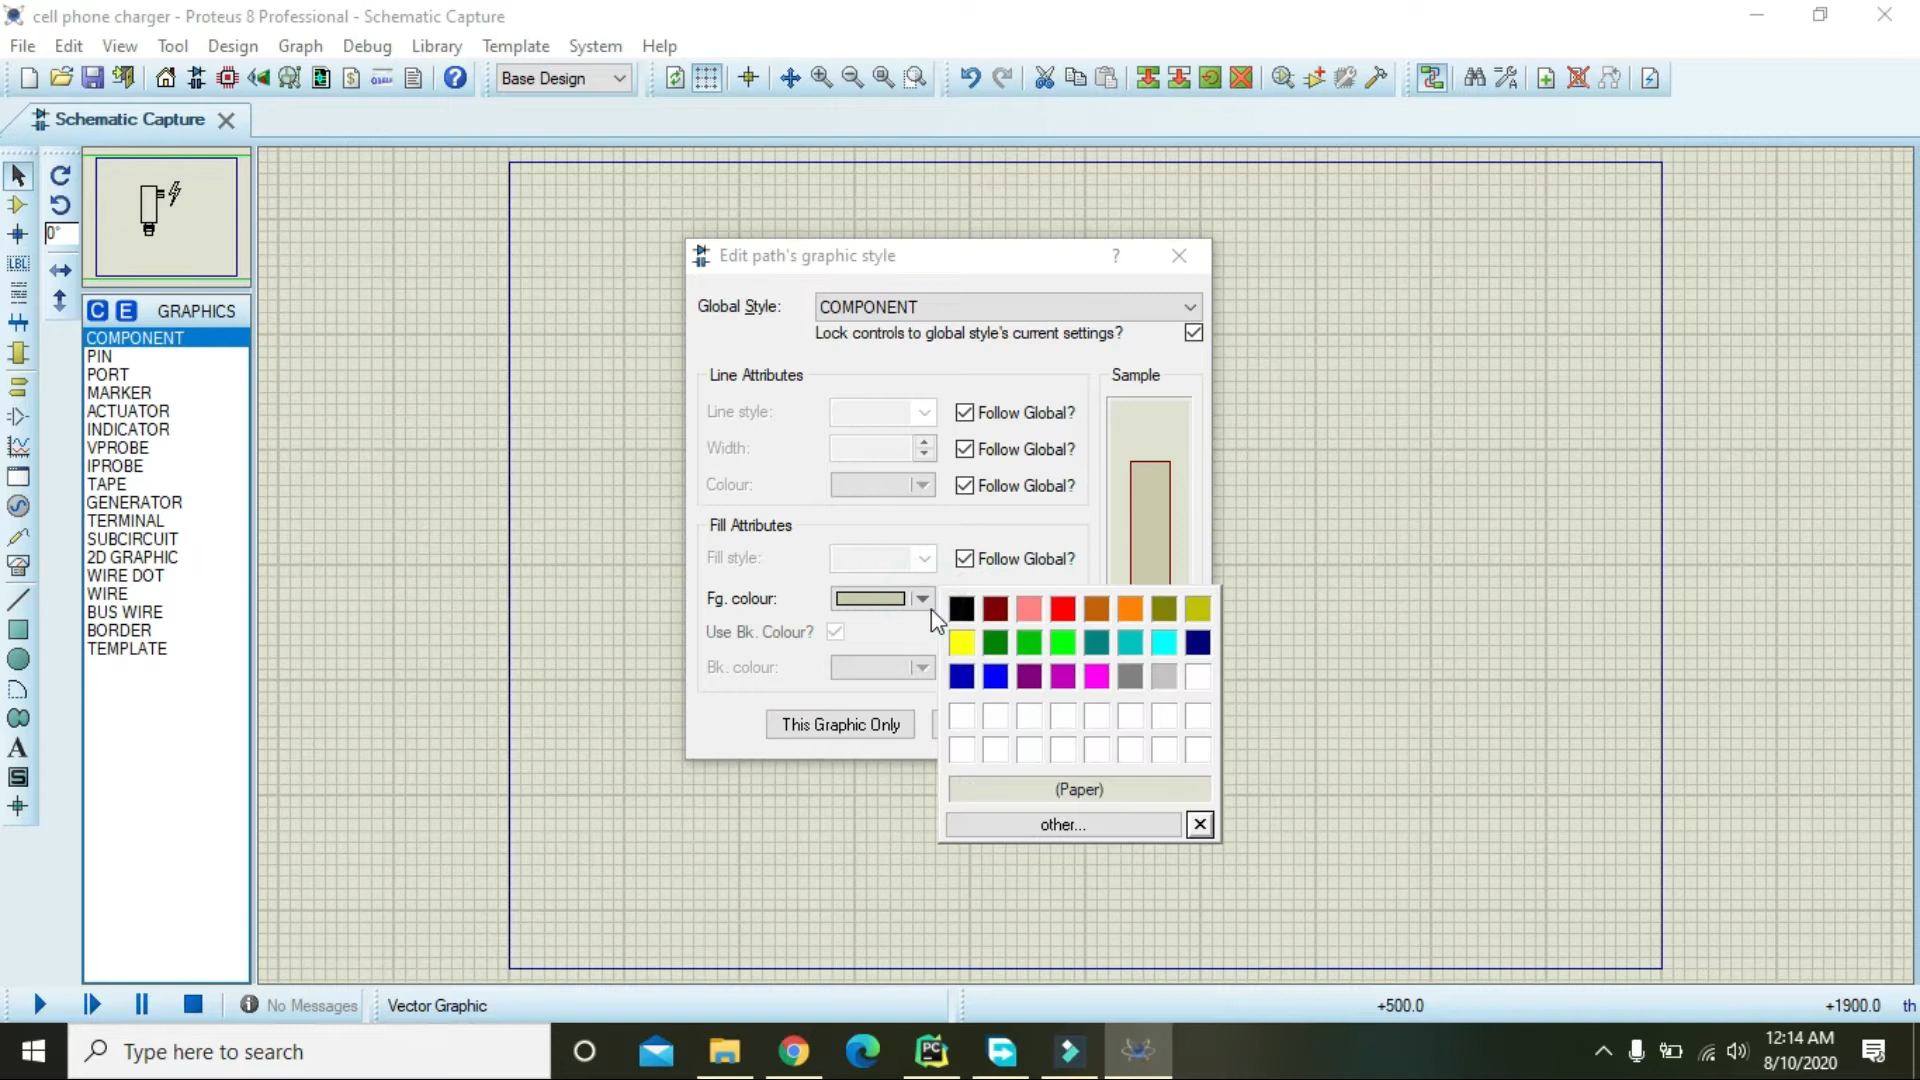 cell phone charger - Proteus 8 Professional - Schematic Capture
File Edit View Tool Design Graph Debug Library Template System Help
Base Design
Schematic Capture
0°
LBL
C E GRAPHICS
COMPONENT
PIN
PORT
MARKER
ACTUATOR
INDICATOR
VPROBE
IPROBE
TAPE
GENERATOR
TERMINAL
SUBCIRCUIT
2D GRAPHIC
WIRE DOT
WIRE
BUS WIRE
BORDER
TEMPLATE
A
S
Edit path's graphic style
Global Style: COMPONENT
Lock controls to global style's current settings?
Line Attributes
Line style: Follow Global?
Width: Follow Global?
Colour: Follow Global?
Sample
Fill Attributes
Fill style: Follow Global?
Fg. colour:
Use Bk. Colour?
Bk. colour:
This Graphic Only
(Paper)
other...
No Messages
Vector Graphic
+500.0
+1900.0
th
Type here to search
PC
12:14 AM
8/10/2020